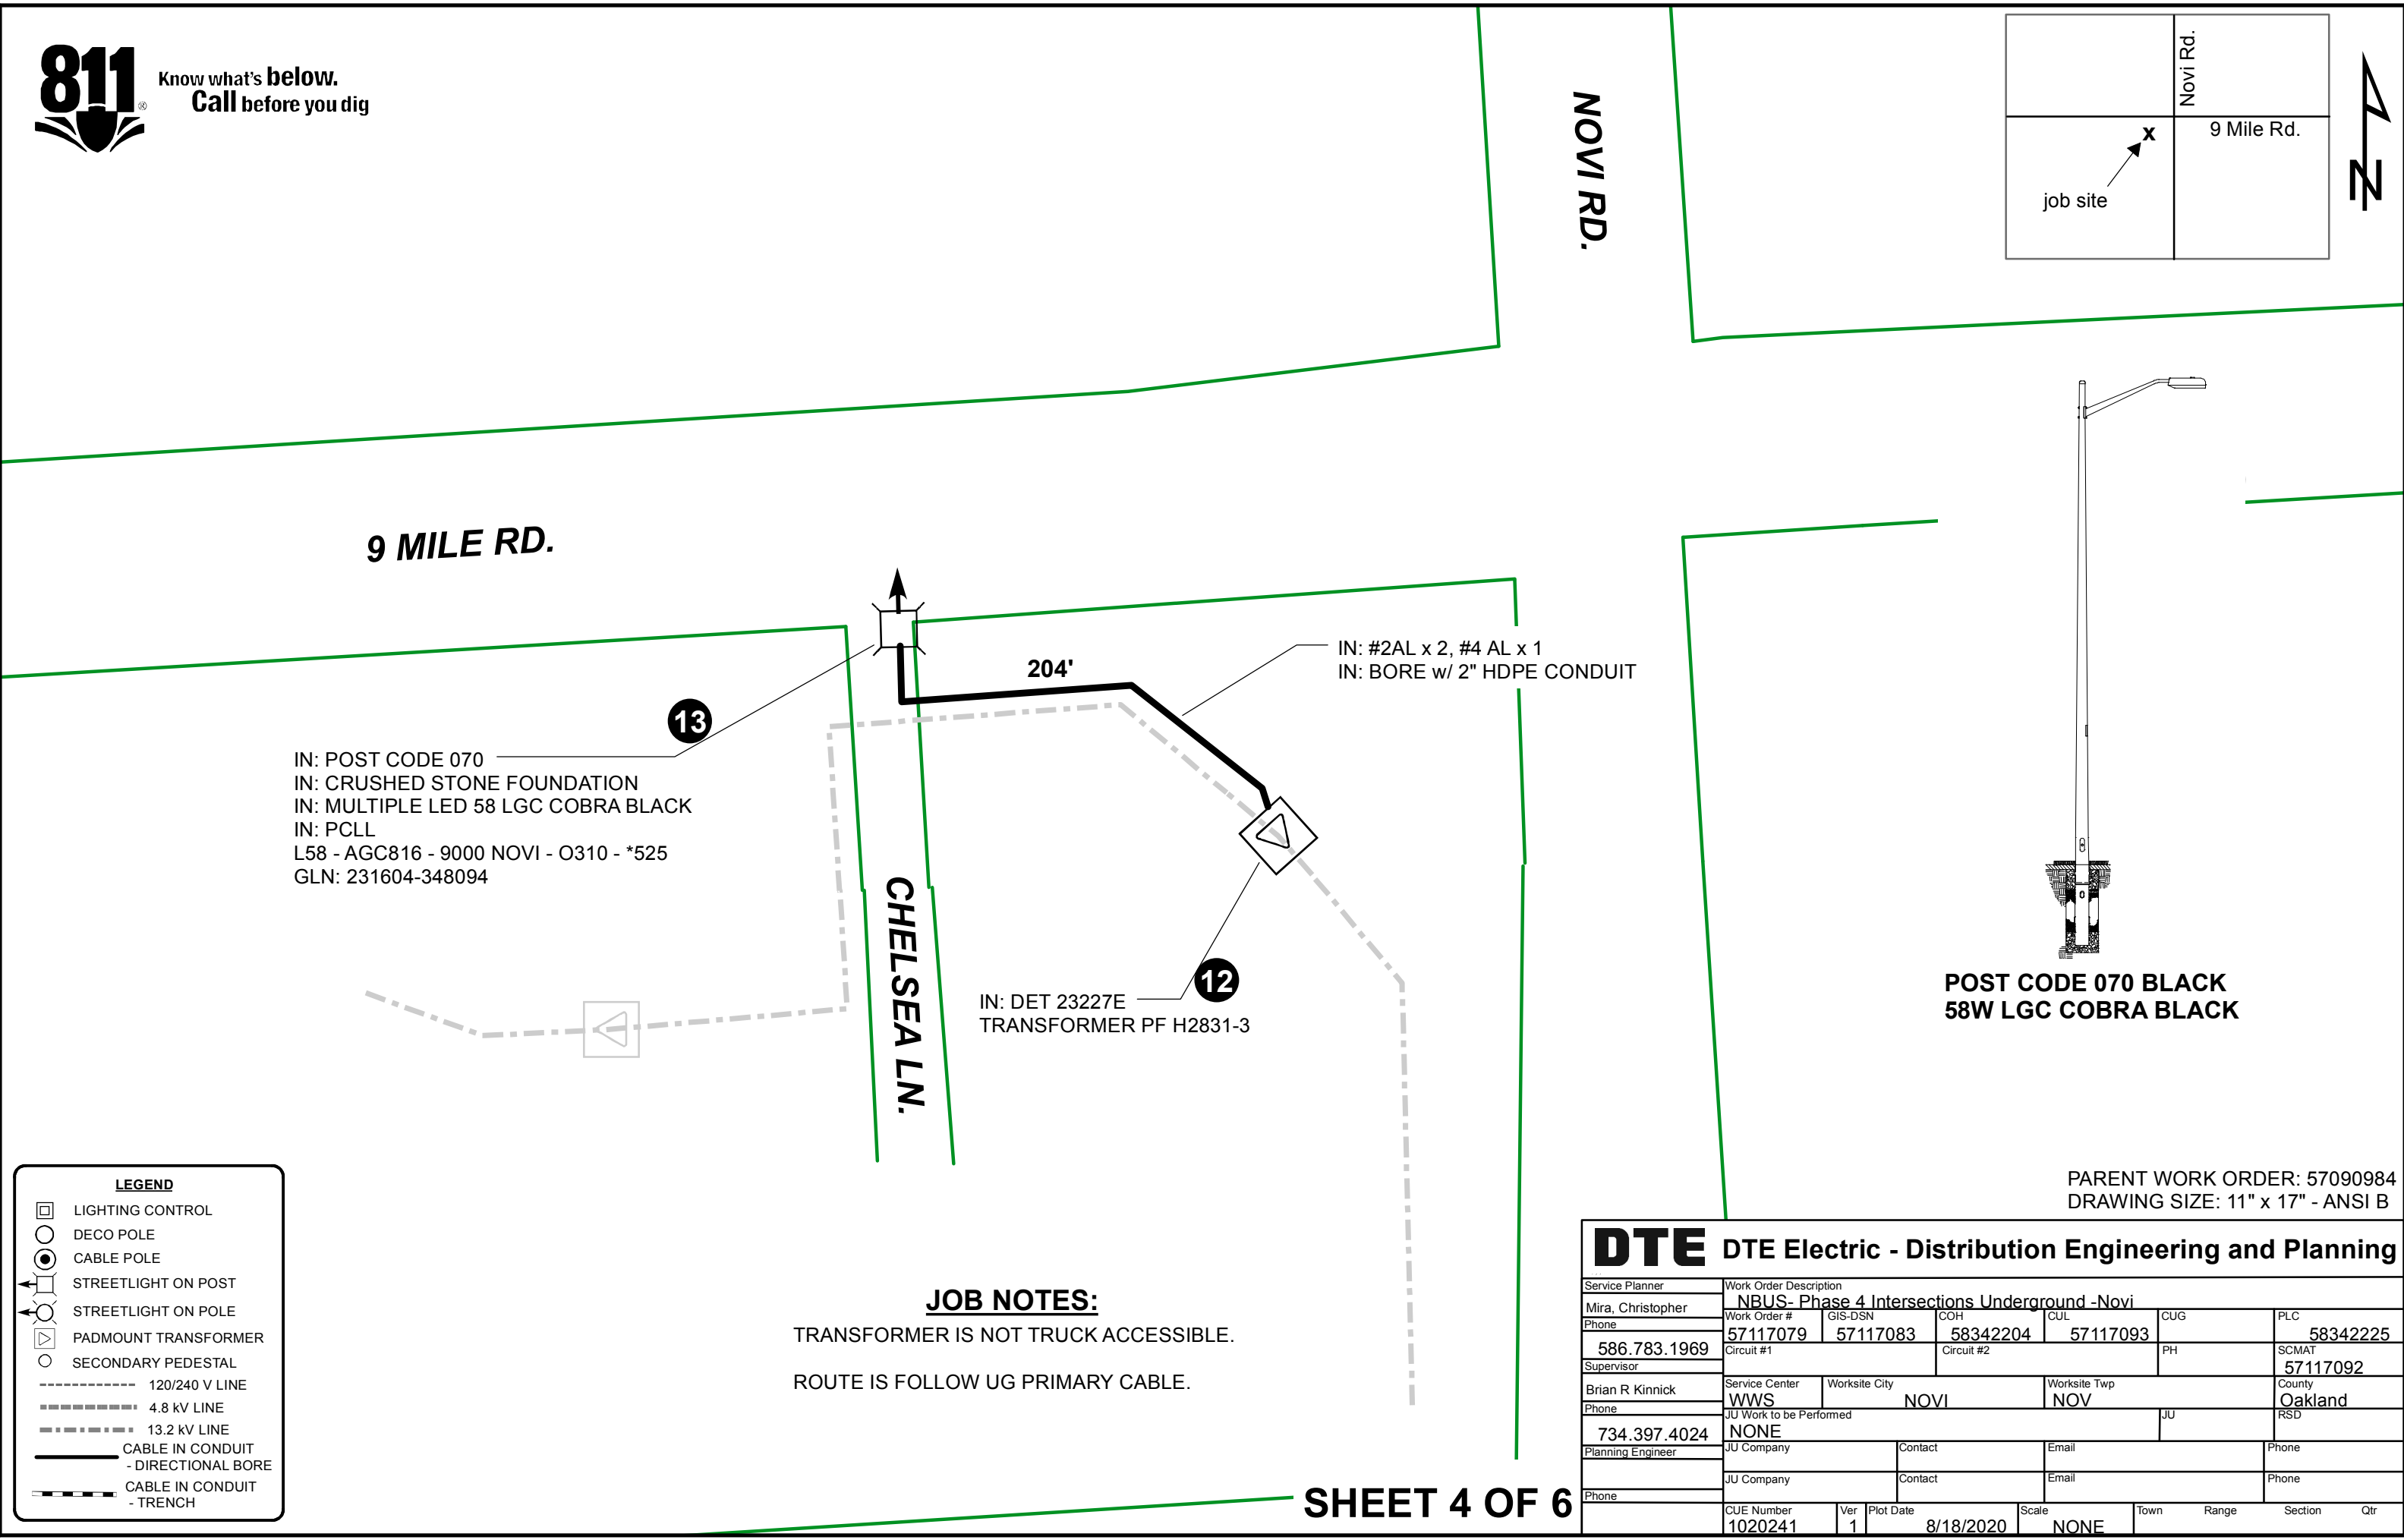 811®
Know what's below.
Call before you dig
NOVI RD.
Novi Rd.
9 Mile Rd.
x
job site
N
9 MILE RD.
204'
IN: #2AL x 2, #4 AL x 1
IN: BORE w/ 2" HDPE CONDUIT
13
IN: POST CODE 070
IN: CRUSHED STONE FOUNDATION
IN: MULTIPLE LED 58 LGC COBRA BLACK
IN: PCLL
L58 - AGC816 - 9000 NOVI - O310 - *525
GLN: 231604-348094
CHELSEA LN.
12
IN: DET 23227E
TRANSFORMER PF H2831-3
POST CODE 070 BLACK
58W LGC COBRA BLACK
LEGEND
LIGHTING CONTROL
DECO POLE
CABLE POLE
STREETLIGHT ON POST
STREETLIGHT ON POLE
PADMOUNT TRANSFORMER
SECONDARY PEDESTAL
120/240 V LINE
4.8 kV LINE
13.2 kV LINE
CABLE IN CONDUIT
- DIRECTIONAL BORE
CABLE IN CONDUIT
- TRENCH
JOB NOTES:
TRANSFORMER IS NOT TRUCK ACCESSIBLE.
ROUTE IS FOLLOW UG PRIMARY CABLE.
SHEET 4 OF 6
PARENT WORK ORDER: 57090984
DRAWING SIZE: 11" x 17" - ANSI B
DTE DTE Electric - Distribution Engineering and Planning
Service Planner
Mira, Christopher
Phone
586.783.1969
Supervisor
Brian R Kinnick
Phone
734.397.4024
Planning Engineer
Phone
Work Order Description
NBUS- Phase 4 Intersections Underground -Novi
Work Order # GIS-DSN COH CUL CUG PLC
57117079 57117083 58342204 57117093 58342225
Circuit #1 Circuit #2 PH SCMAT
57117092
Service Center Worksite City Worksite Twp County
WWS NOVI NOV Oakland
JU Work to be Performed JU RSD
NONE
JU Company Contact Email Phone
JU Company Contact Email Phone
CUE Number Ver Plot Date Scale Town Range Section Qtr
1020241 1 8/18/2020 NONE